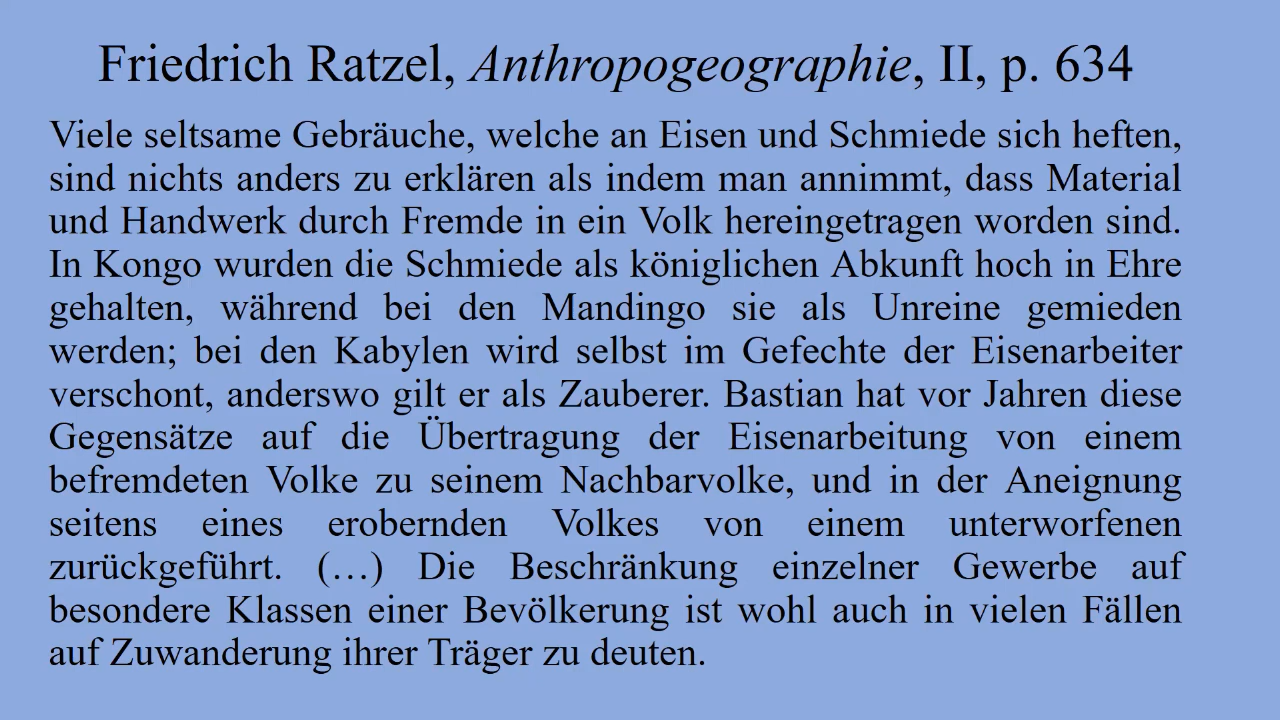 Friedrich Ratzel, Anthropogeographie, II, p. 634
Viele seltsame Gebräuche, welche an Eisen und Schmiede sich heften,
sind nichts anders zu erklären als indem man annimmt, dass Material
und Handwerk durch Fremde in ein Volk hereingetragen worden sind.
In Kongo wurden die Schmiede als königlichen Abkunft hoch in Ehre
gehalten, während bei den Mandingo sie als Unreine gemieden
werden; bei den Kabylen wird selbst im Gefechte der Eisenarbeiter
verschont, anderswo gilt er als Zauberer. Bastian hat vor Jahren diese
Gegensätze auf die Übertragung der Eisenarbeitung von einem
befremdeten Volke zu seinem Nachbarvolke, und in der Aneignung
seitens eines erobernden Volkes von einem unterworfenen
zurückgeführt. (…) Die Beschränkung einzelner Gewerbe auf
besondere Klassen einer Bevölkerung ist wohl auch in vielen Fällen
auf Zuwanderung ihrer Träger zu deuten.